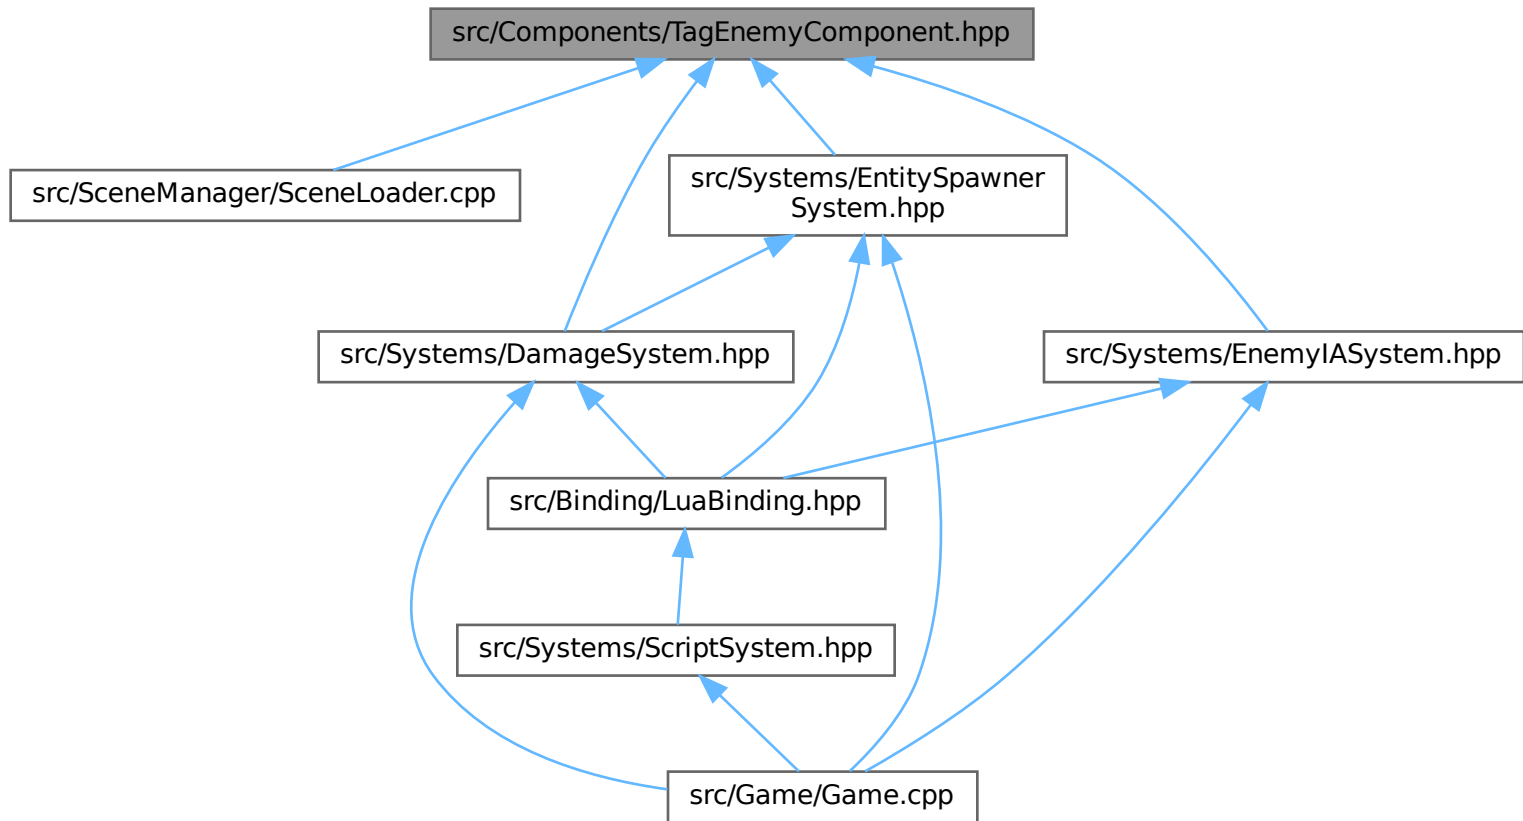 src/Components/TagEnemyComponent.hpp
src/SceneManager/SceneLoader.cpp
src/Systems/EntitySpawner
System.hpp
src/Systems/DamageSystem.hpp
src/Systems/EnemyIASystem.hpp
src/Binding/LuaBinding.hpp
src/Systems/ScriptSystem.hpp
src/Game/Game.cpp